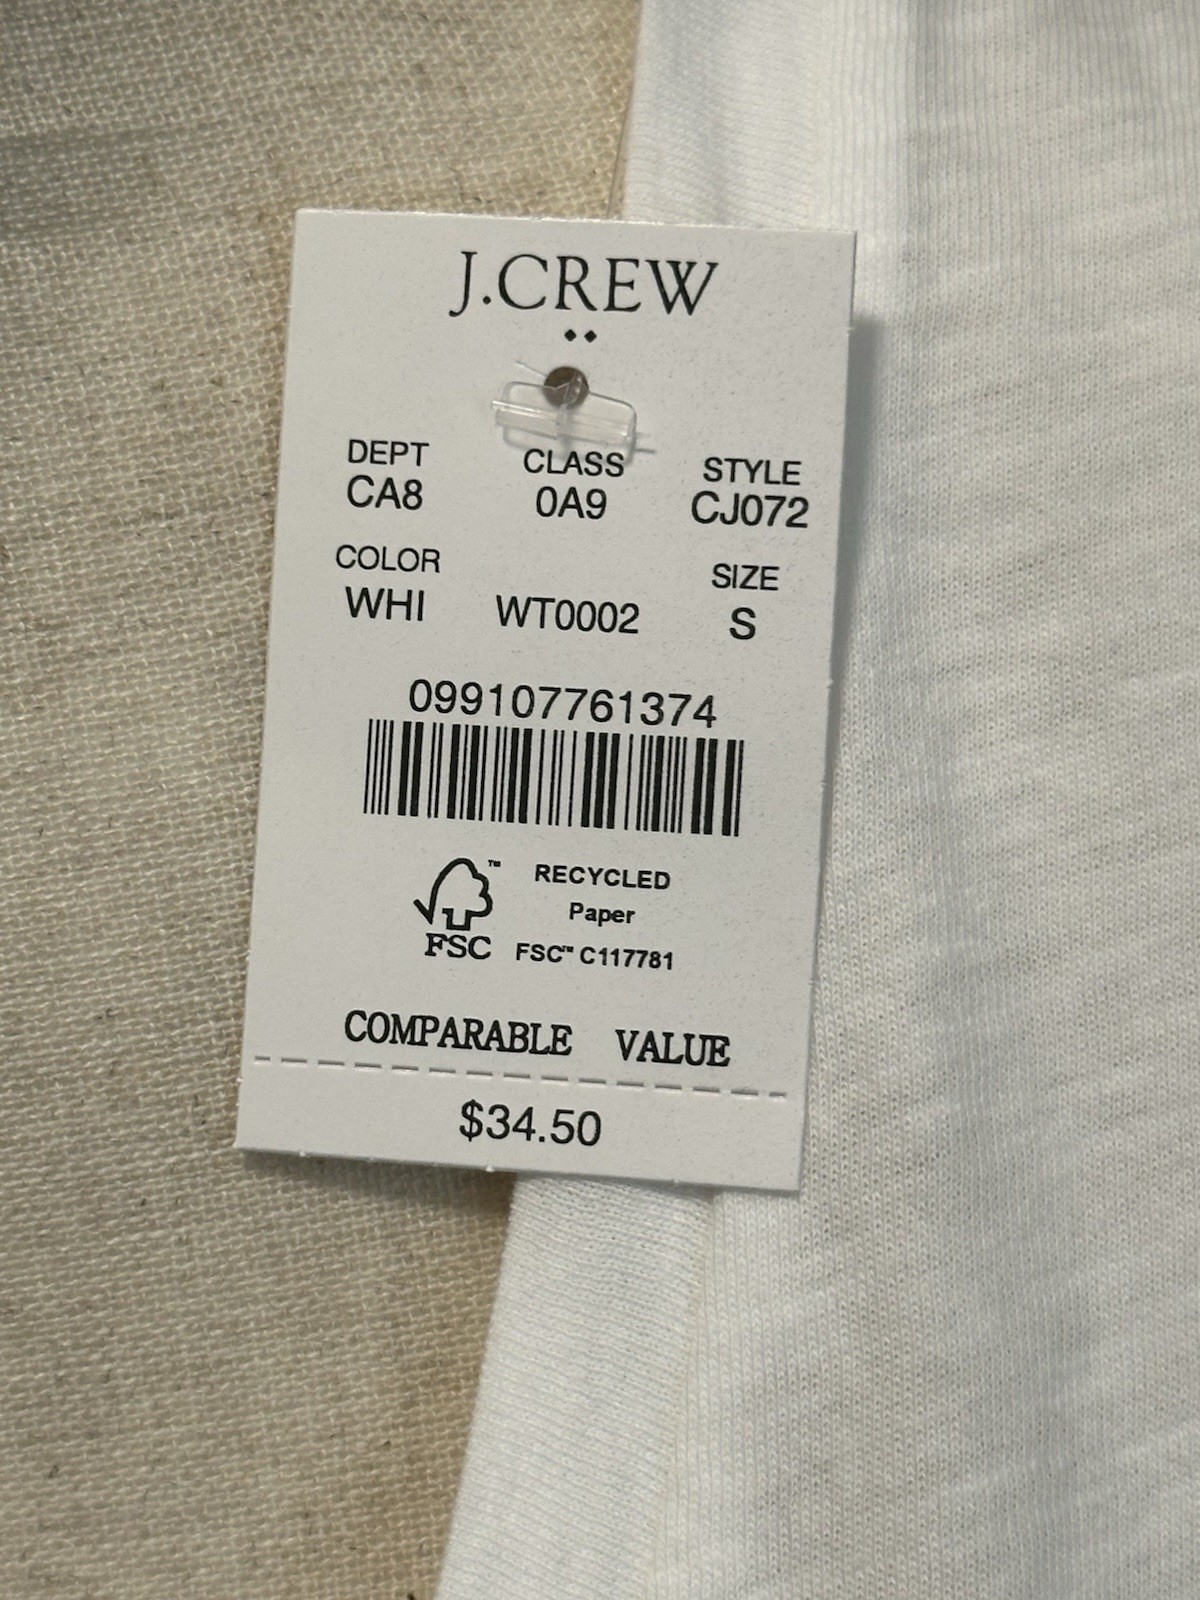 J.CREW
DEPT CLASS STYLE
CA8 0A9 CJ072
COLOR SIZE
WHI WT0002 S
099107761374
RECYCLED
Paper
FSC™ C117781
™
FSC
COMPARABLE VALUE
$34.50